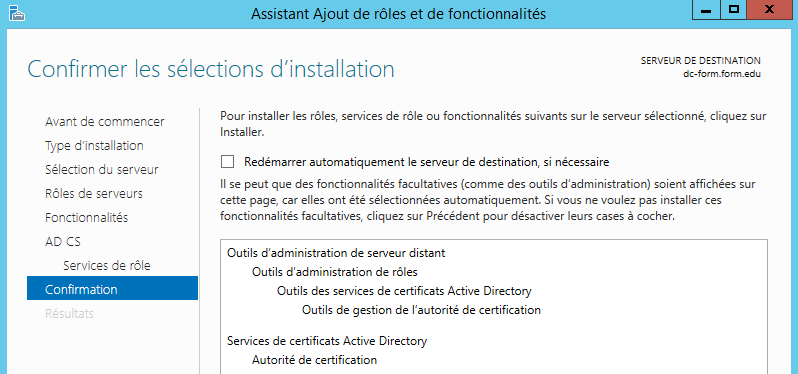 Assistant Ajout de rôles et de fonctionnalités
Confirmer les sélections d'installation
SERVEUR DE DESTINATION
dc-form.form.edu
Avant de commencer
Type d'installation
Sélection du serveur
Rôles de serveurs
Fonctionnalités
AD CS
Services de rôle
Confirmation
Résultats
Pour installer les rôles, services de rôle ou fonctionnalités suivants sur le serveur sélectionné, cliquez sur
Installer.
Redémarrer automatiquement le serveur de destination, si nécessaire
Il se peut que des fonctionnalités facultatives (comme des outils d'administration) soient affichées sur
cette page, car elles ont été sélectionnées automatiquement. Si vous ne voulez pas installer ces
fonctionnalités facultatives, cliquez sur Précédent pour désactiver leurs cases à cocher.
Outils d'administration de serveur distant
Outils d'administration de rôles
Outils des services de certificats Active Directory
Outils de gestion de l'autorité de certification
Services de certificats Active Directory
Autorité de certification